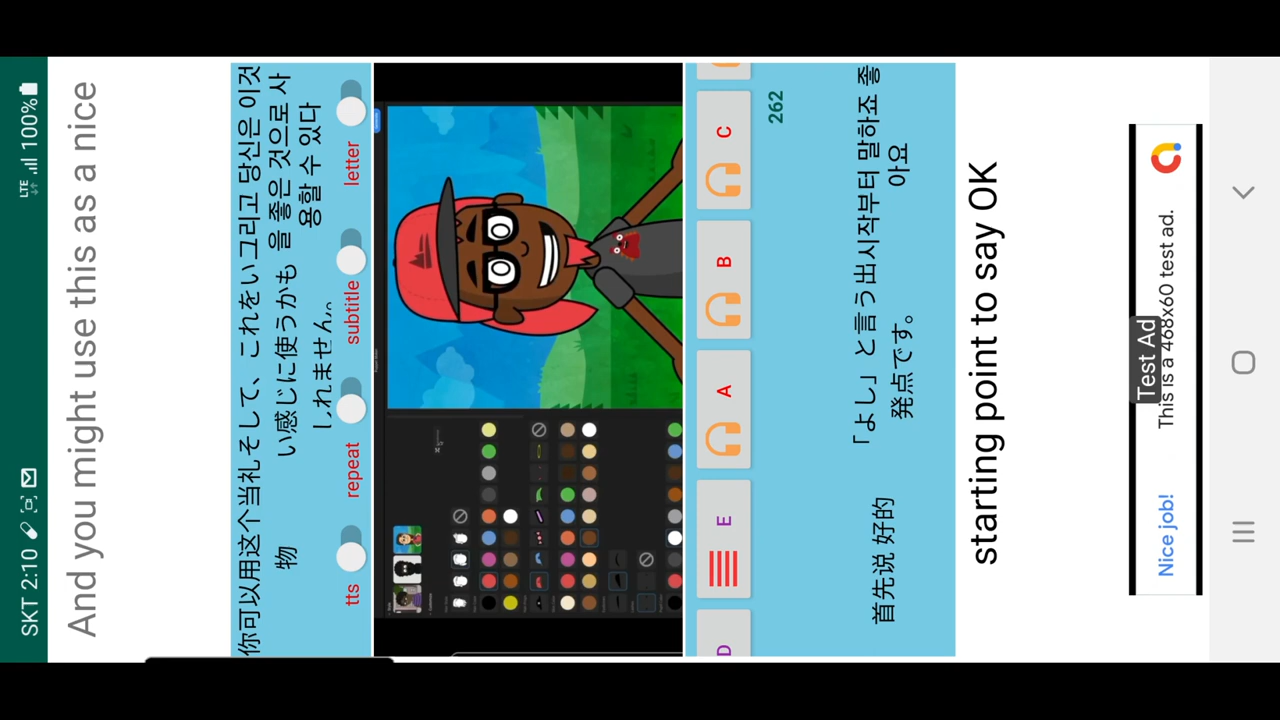 SKT 2:10 LTE 100%
And you might use this as a nice
你可以用这个当礼
物
そして、これをい
い感じに使うかも
しれません。
그리고 당신은 이것
을 좋은 것으로 사
용할 수 있다
tts repeat subtitle letter
D E A B C
262
首先说 好的
「よし」と言う出
発点です。
시작부터 말하죠 좋
아요
starting point to say OK
Test Ad
Nice job! This is a 468x60 test ad.